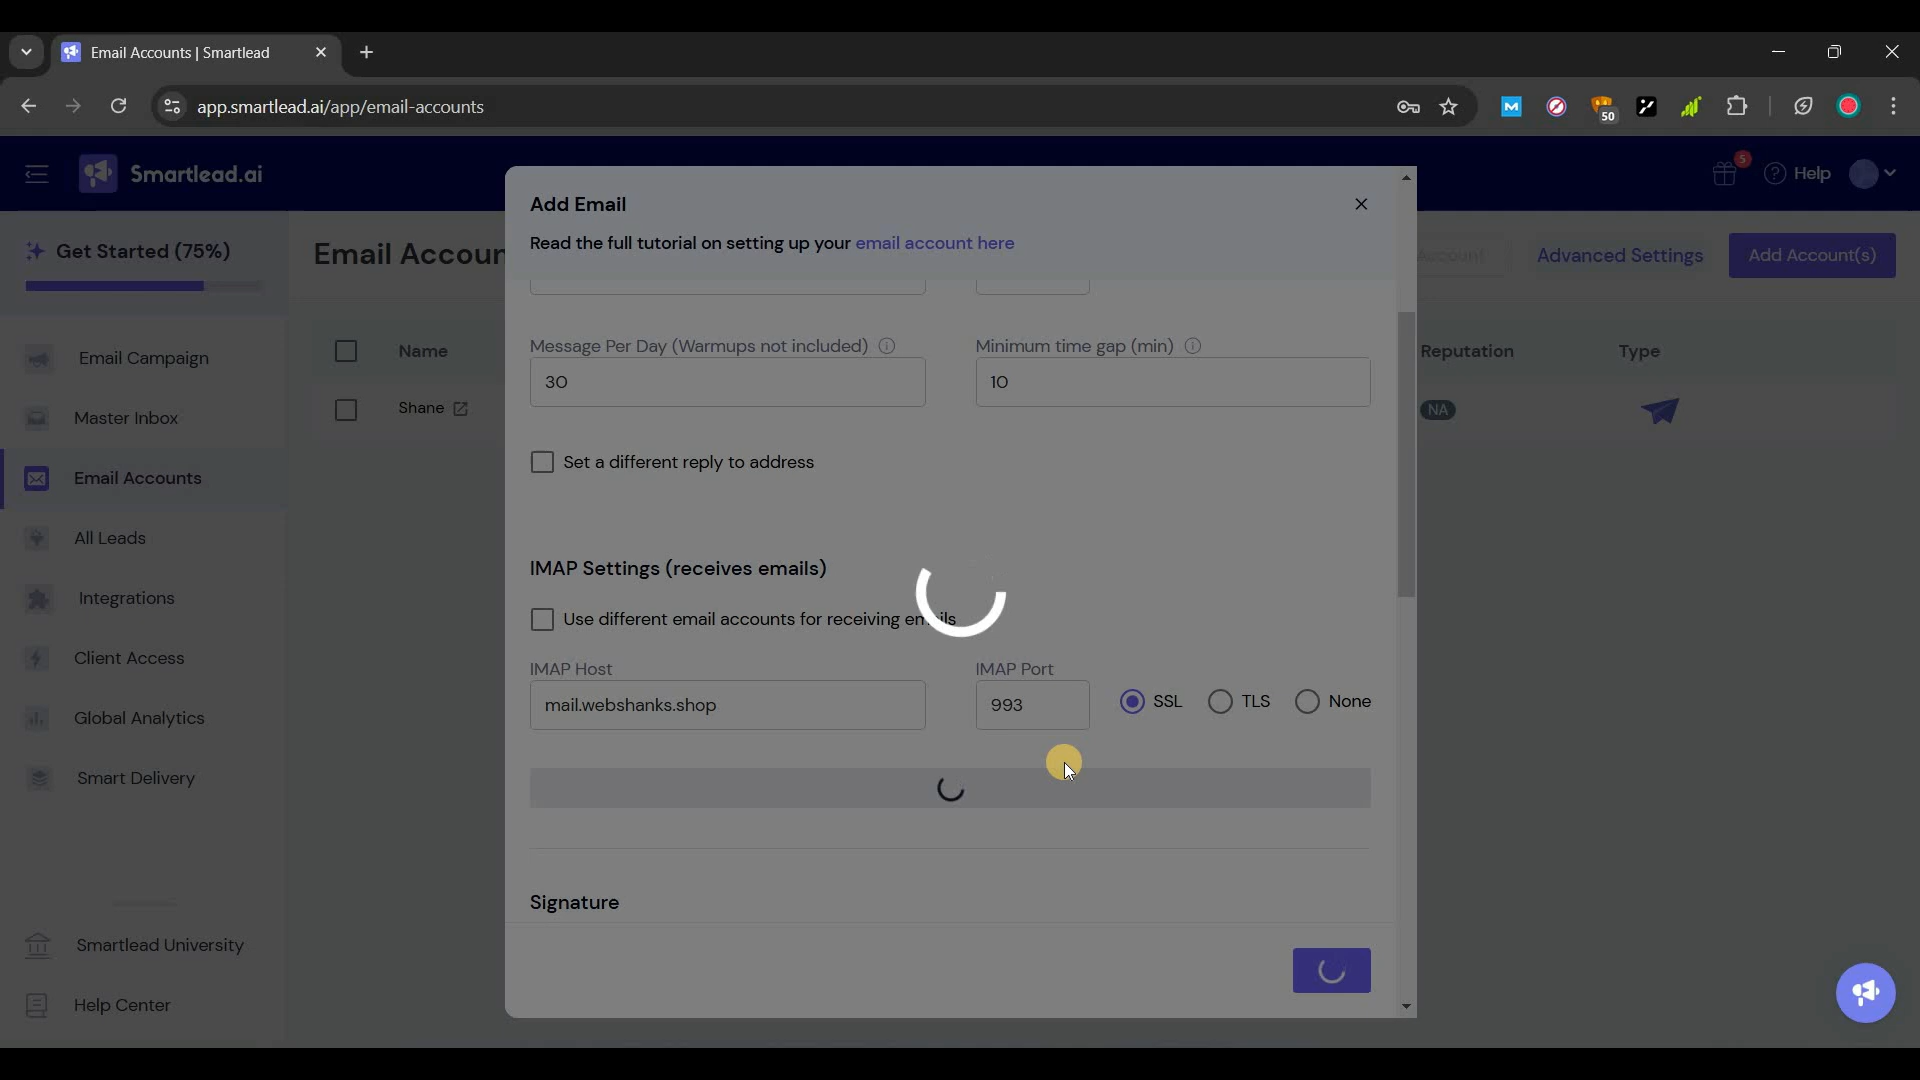 Email Accounts | Smartlead
app.smartlead.ai/app/email-accounts
50
Smartlead.ai
5
Help
Add Email
Read the full tutorial on setting up your email account here
Get Started (75%)
Email Accoun
Account
Advanced Settings
Add Account(s)
Email Campaign
Master Inbox
Email Accounts
All Leads
Integrations
Client Access
Global Analytics
Smart Delivery
Smartlead University
Help Center
Name
Reputation
Type
Shane
NA
Message Per Day (Warmups not included)
Minimum time gap (min)
30
10
Set a different reply to address
IMAP Settings (receives emails)
Use different email accounts for receiving emails
IMAP Host
IMAP Port
mail.webshanks.shop
993
SSL
TLS
None
Signature